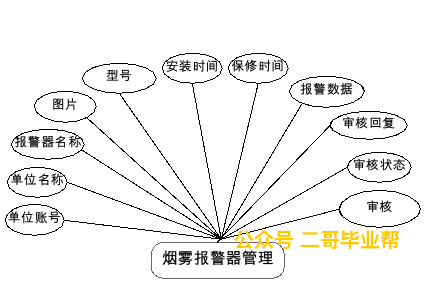 安装时间
保修时间
型号
报警数据
图片
审核回复
报警器名称
审核状态
单位名称
审核
单位账号
公众号 二哥毕业帮
烟雾报警器管理